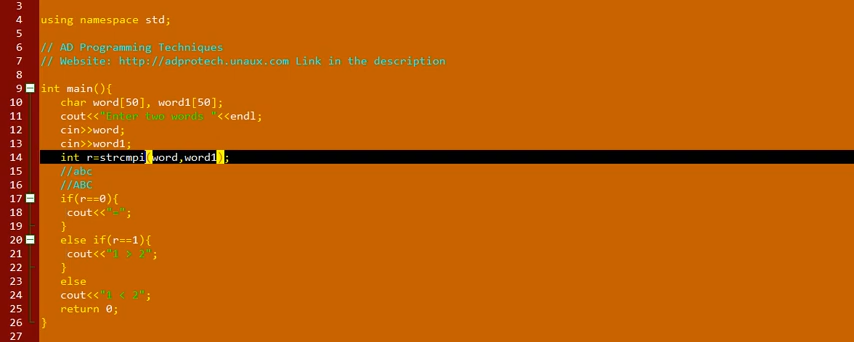 3
4 using namespace std;
5
6 // AD Programming Techniques
7 // Website: http://adprotech.unaux.com Link in the description
8
9 int main(){
10 char word[50], word1[50];
11 cout<<"Enter two words "<<endl;
12 cin>>word;
13 cin>>word1;
14 int r=strcmpi(word,word1);
15 //abc
16 //ABC
17 if(r==0){
18 cout<<"=";
19 }
20 else if(r==1){
21 cout<<"1 > 2";
22 }
23 else
24 cout<<"1 < 2";
25 return 0;
26 }
27